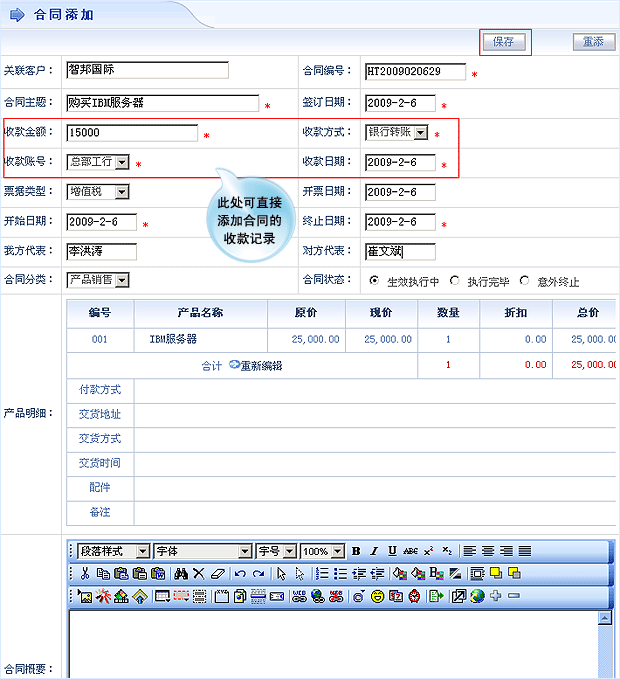 合同添加
保存 重添
关联客户： 智邦国际 合同编号： HT2009020629 *
合同主题： 购买IBM服务器 * 签订日期： 2009-2-6 *
收款金额： 15000 * 收款方式： 银行转账 *
收款账号： 总部工行 * 收款日期： 2009-2-6 *
票据类型： 增值税 开票日期： 2009-2-6
此处可直接
添加合同的
收款记录
开始日期： 2009-2-6 * 终止日期： 2009-2-6 *
我方代表： 李洪涛 对方代表： 崔文斌
合同分类： 产品销售 合同状态： 生效执行中 执行完毕 意外终止
编号 产品名称 原价 现价 数量 折扣 总价
001 IBM服务器 25,000.00 25,000.00 1 0.00 25,000.00
合计 重新编辑 1 0.00 25,000.00
产品明细：
付款方式
交货地址
交货方式
交货时间
配件
备注
段落样式 字体 字号 100% B I U ABC x² x₂
合同概要：